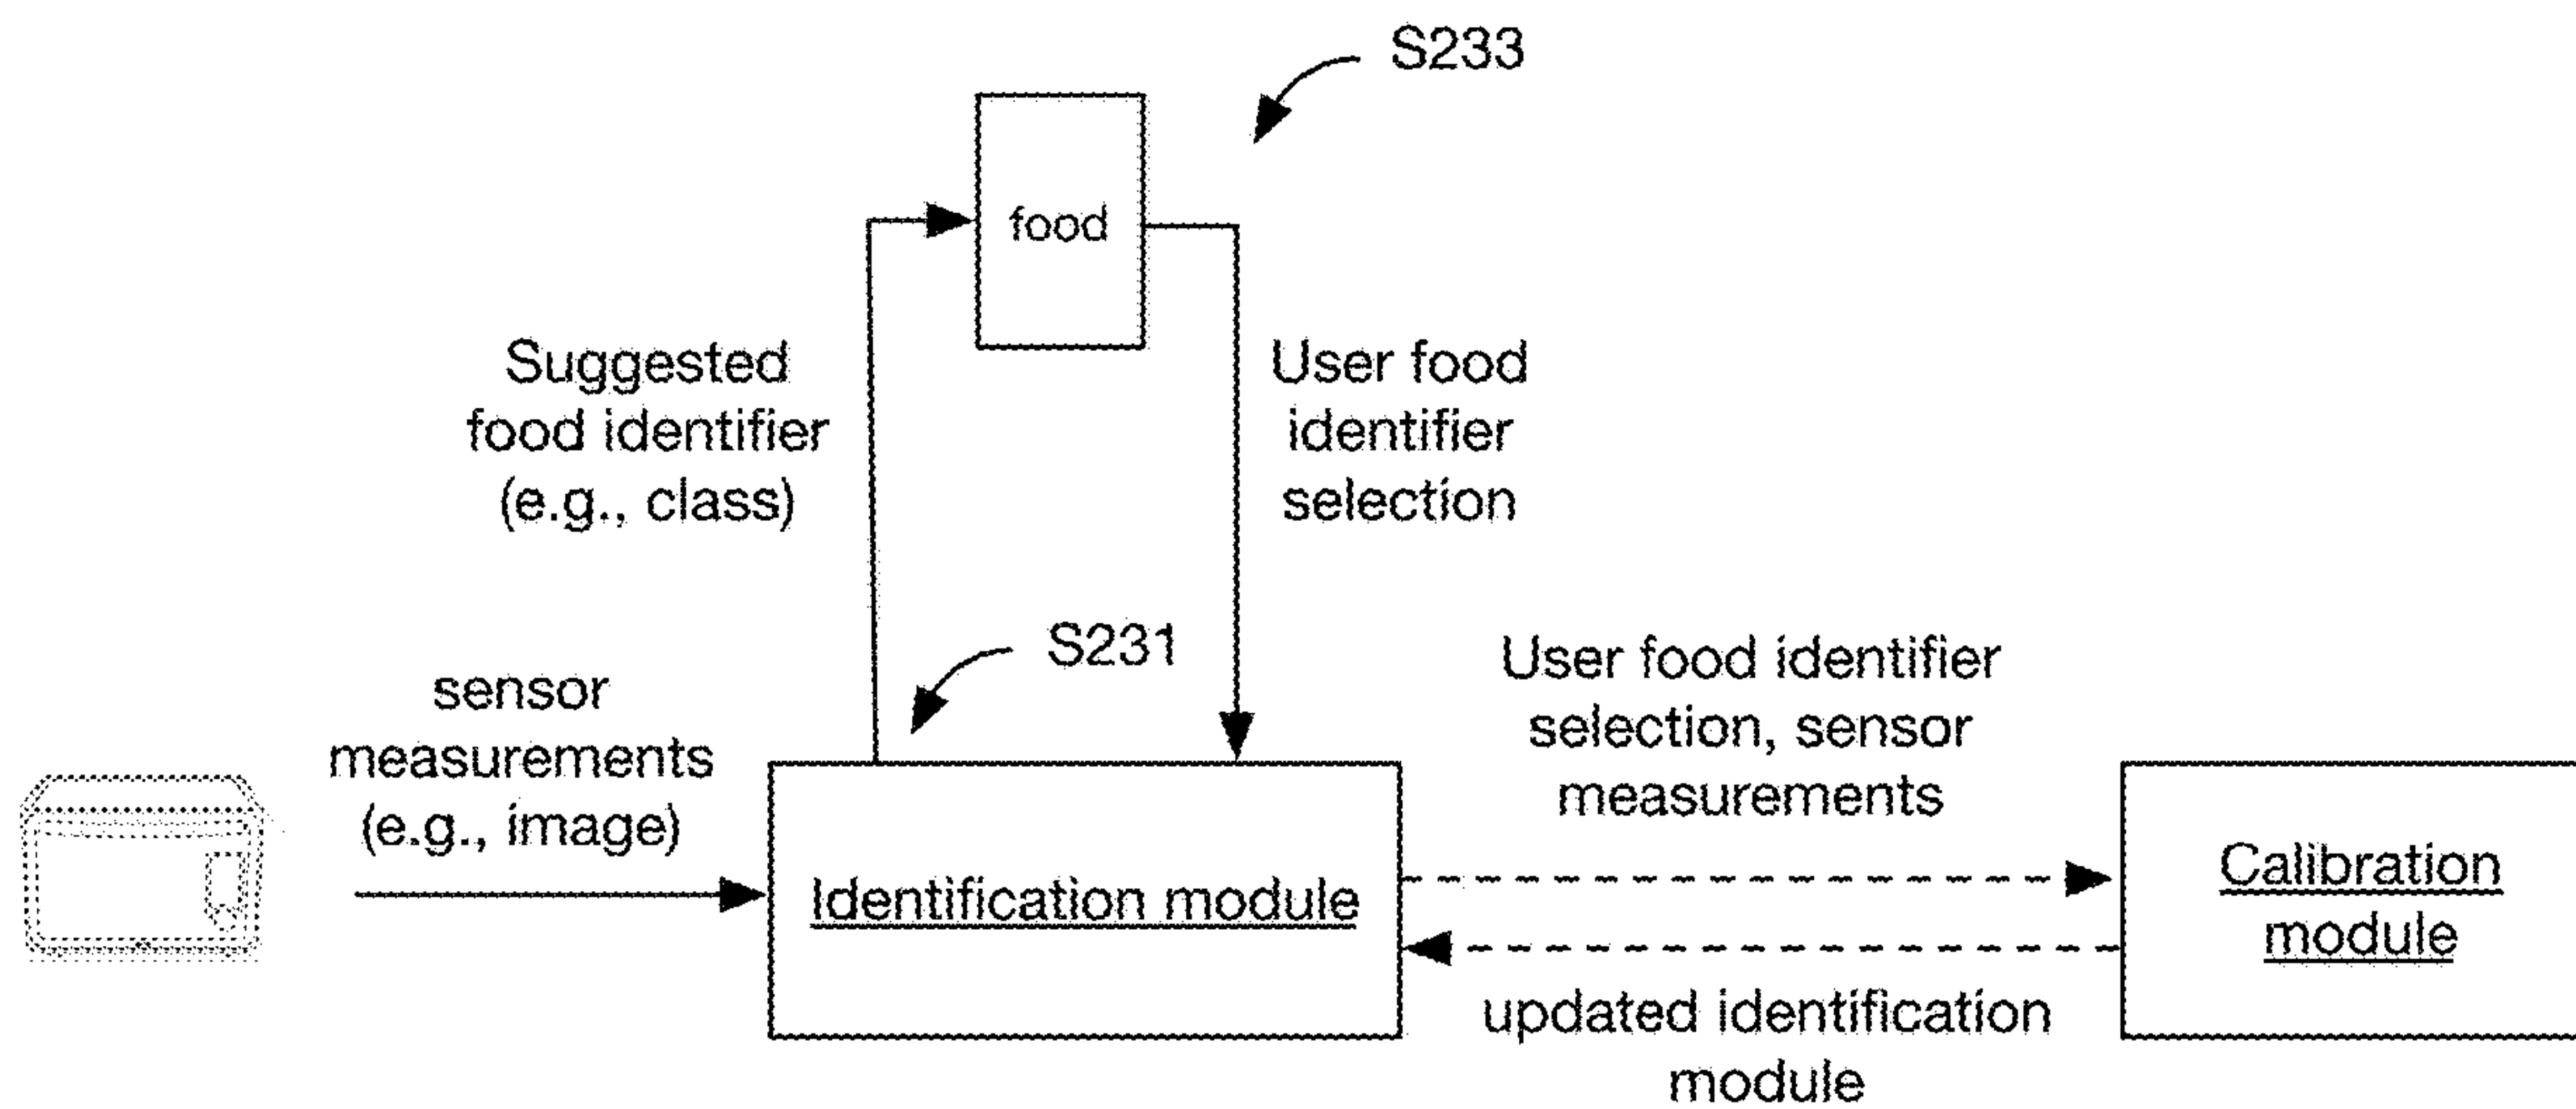 S233
food
Suggested
food identifier
(e.g., class)
User food
identifier
selection
S231
sensor
measurements
(e.g., image)
User food identifier
selection, sensor
measurements
Identification module
Calibration
module
updated identification
module